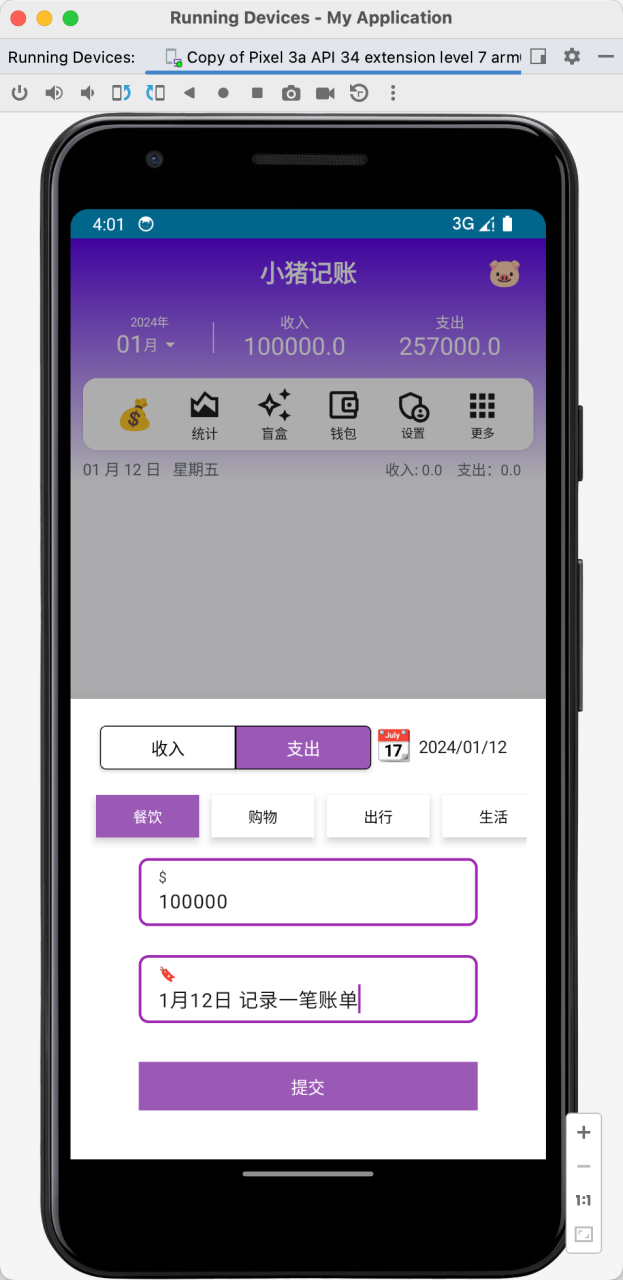 Running Devices - My Application
Running Devices: Copy of Pixel 3a API 34 extension level 7 arm
4:01 3G
小猪记账
2024年 收入 支出
01月 100000.0 257000.0
统计 盲盒 钱包 设置 更多
01 月 12 日 星期五 收入: 0.0 支出: 0.0
收入 支出 July 17 2024/01/12
餐饮 购物 出行 生活
$
100000
1月12日 记录一笔账单
提交
1:1